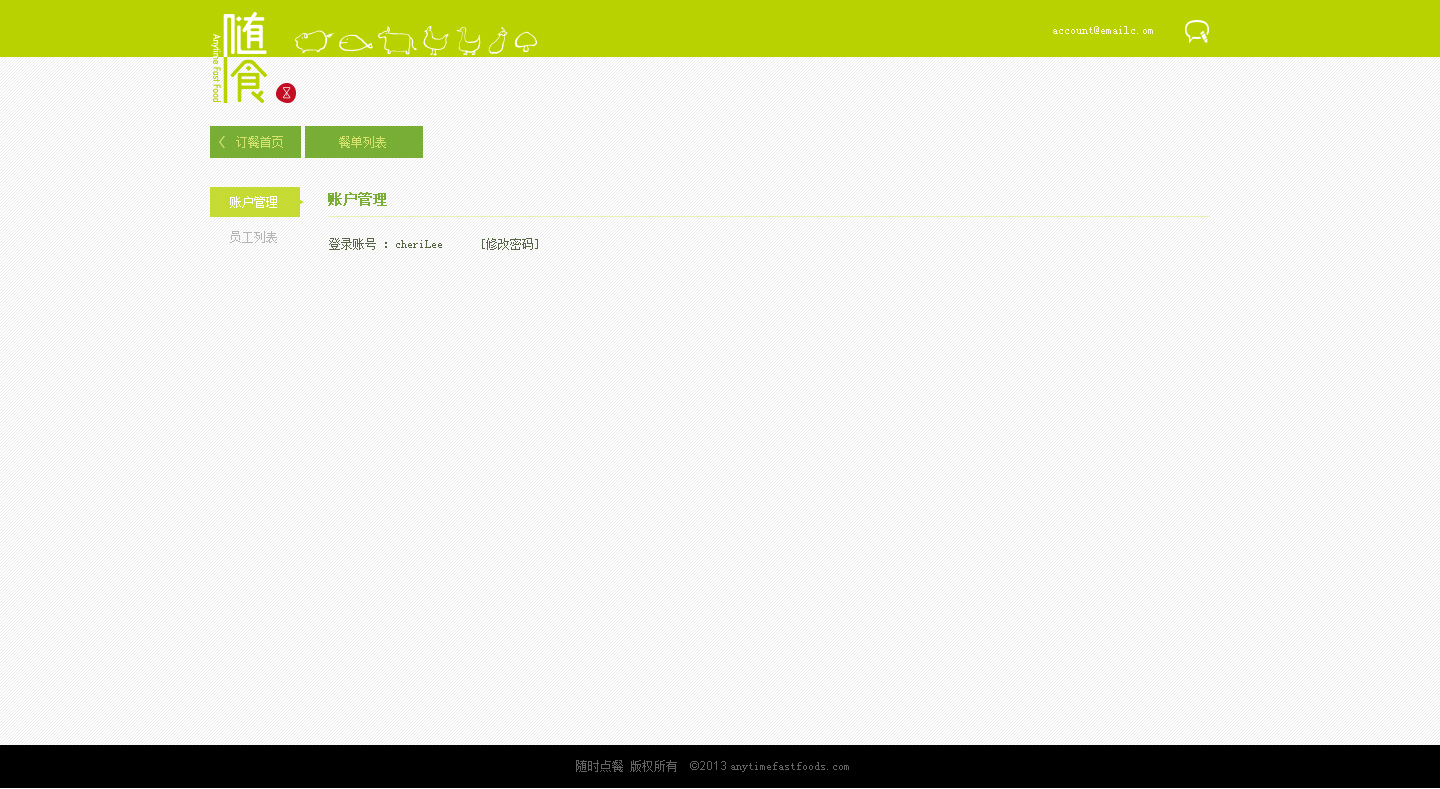 account@emailc.om
随食
Anytime Fast Food
订餐首页 餐单列表
账户管理
员工列表
账户管理
登录账号 : cheriLee [修改密码]
随时点餐 版权所有 ©2013 anytimefastfoods.com